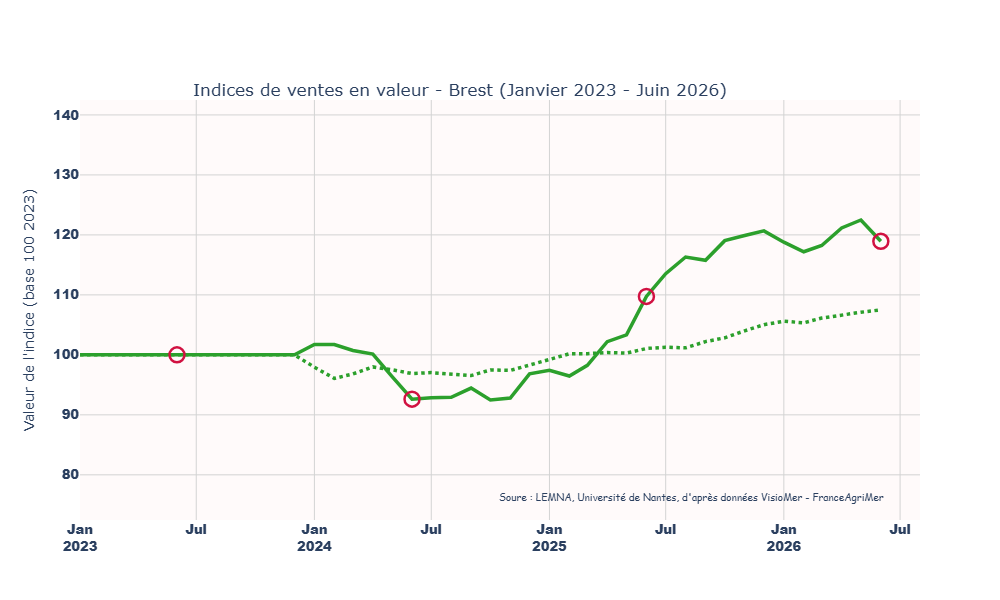 Indices de ventes en valeur - Brest (Janvier 2023 - Juin 2026)
Valeur de l'indice (base 100 2023)
140
130
120
110
100
90
80
Soure : LEMNA, Université de Nantes, d'après données VisioMer - FranceAgriMer
Jan
2023
Jul
Jan
2024
Jul
Jan
2025
Jul
Jan
2026
Jul